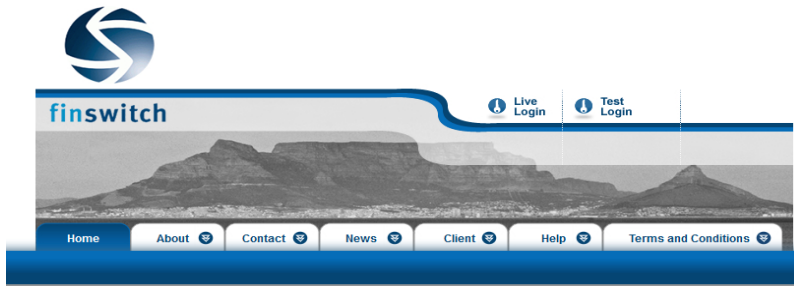 finswitch
Live
Login
Test
Login
Home
About
Contact
News
Client
Help
Terms and Conditions